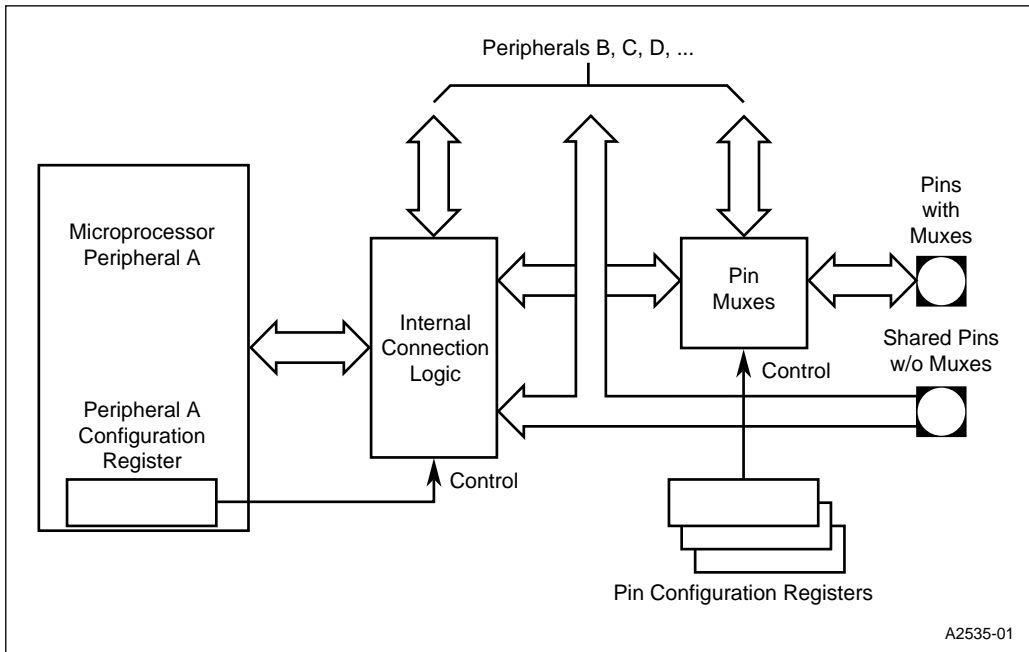 Peripherals B, C, D, ...
Microprocessor
Peripheral A
Pins
with
Muxes
Pin
Muxes
Internal
Connection
Logic
Shared Pins
w/o Muxes
Control
Peripheral A
Configuration
Register
Control
Pin Configuration Registers
A2535-01